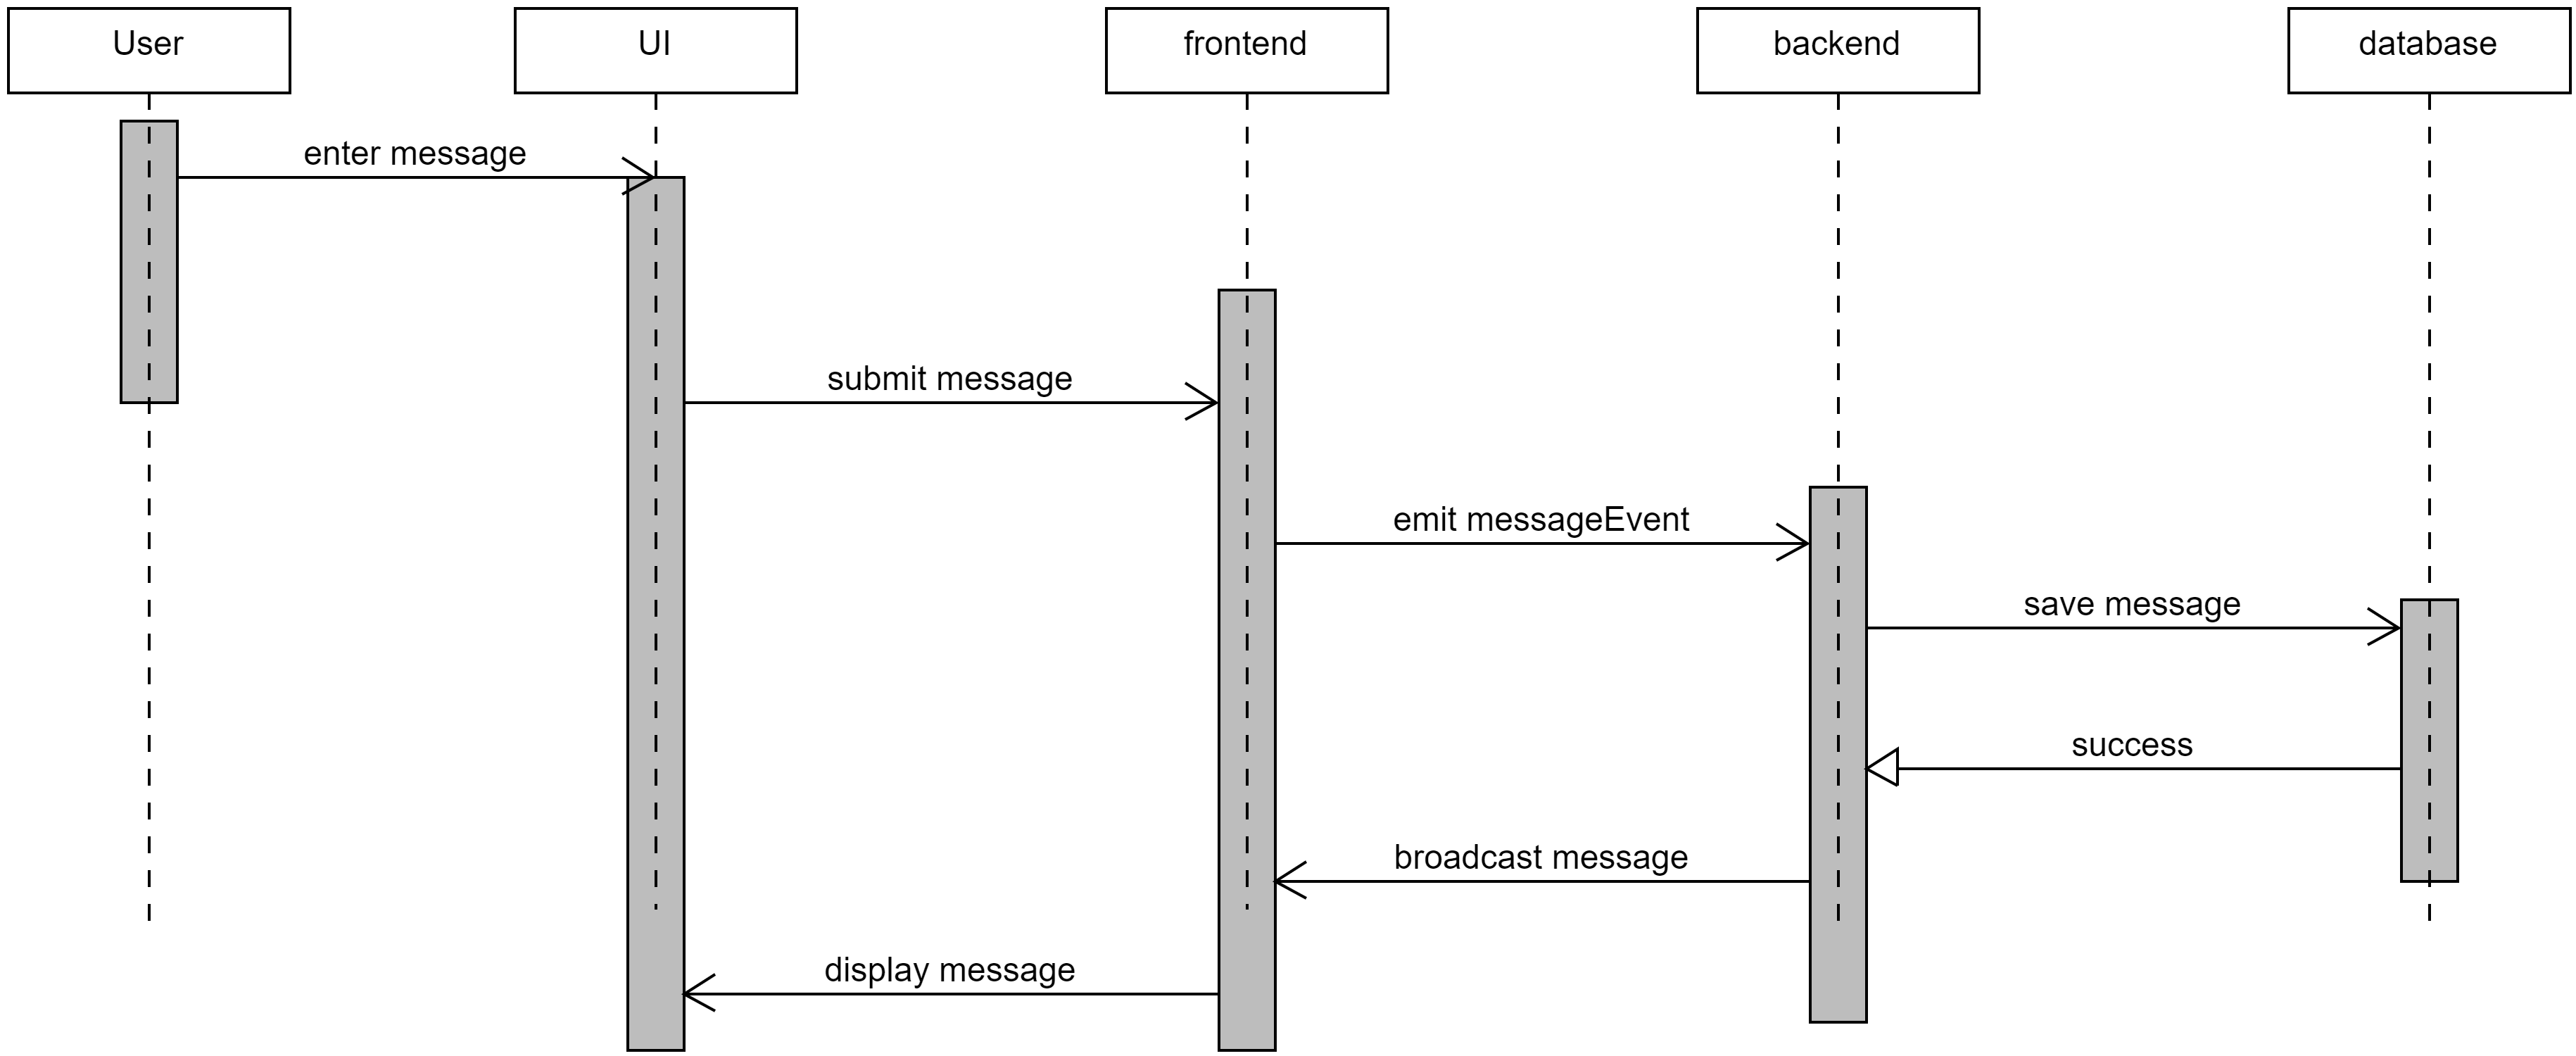 User
UI
frontend
backend
database
enter message
submit message
emit messageEvent
save message
success
broadcast message
display message